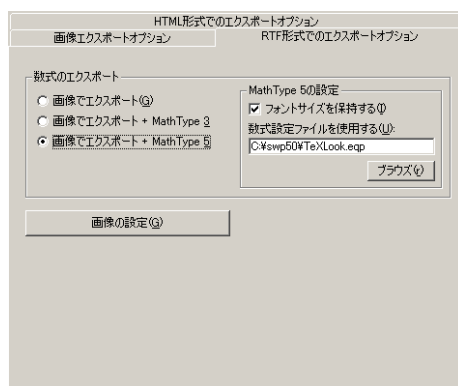 HTML形式でのエクスポートオプション
画像エクスポートオプション
RTF形式でのエクスポートオプション
数式のエクスポート
画像でエクスポート(G)
画像でエクスポート + MathType 3
画像でエクスポート + MathType 5
MathType 5の設定
フォントサイズを保持する(I)
数式設定ファイルを使用する(U):
C:¥swp50¥TeXLook.eqp
ブラウズ(r)
画像の設定(G)